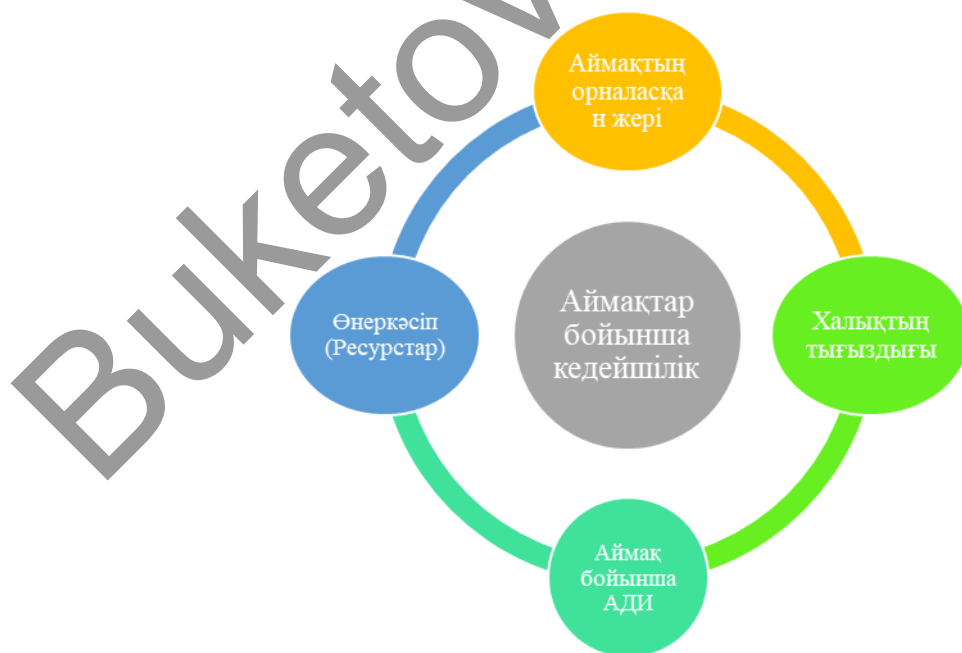 Buketov
Аймақтың
орналасқа
н жері
Өнеркәсіп
(Ресурстар)
Аймақтар
бойынша
кедейшілік
Халықтың
тығыздығы
Аймақ
бойынша
АДИ